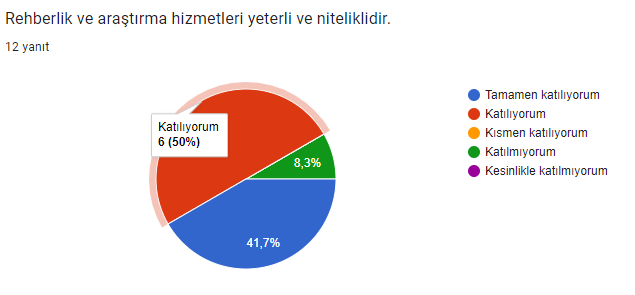 Rehberlik ve araştırma hizmetleri yeterli ve niteliklidir.
12 yanıt
Katılıyorum
6 (50%)
8,3%
41,7%
Tamamen katılıyorum
Katılıyorum
Kısmen katılıyorum
Katılmıyorum
Kesinlikle katılmıyorum